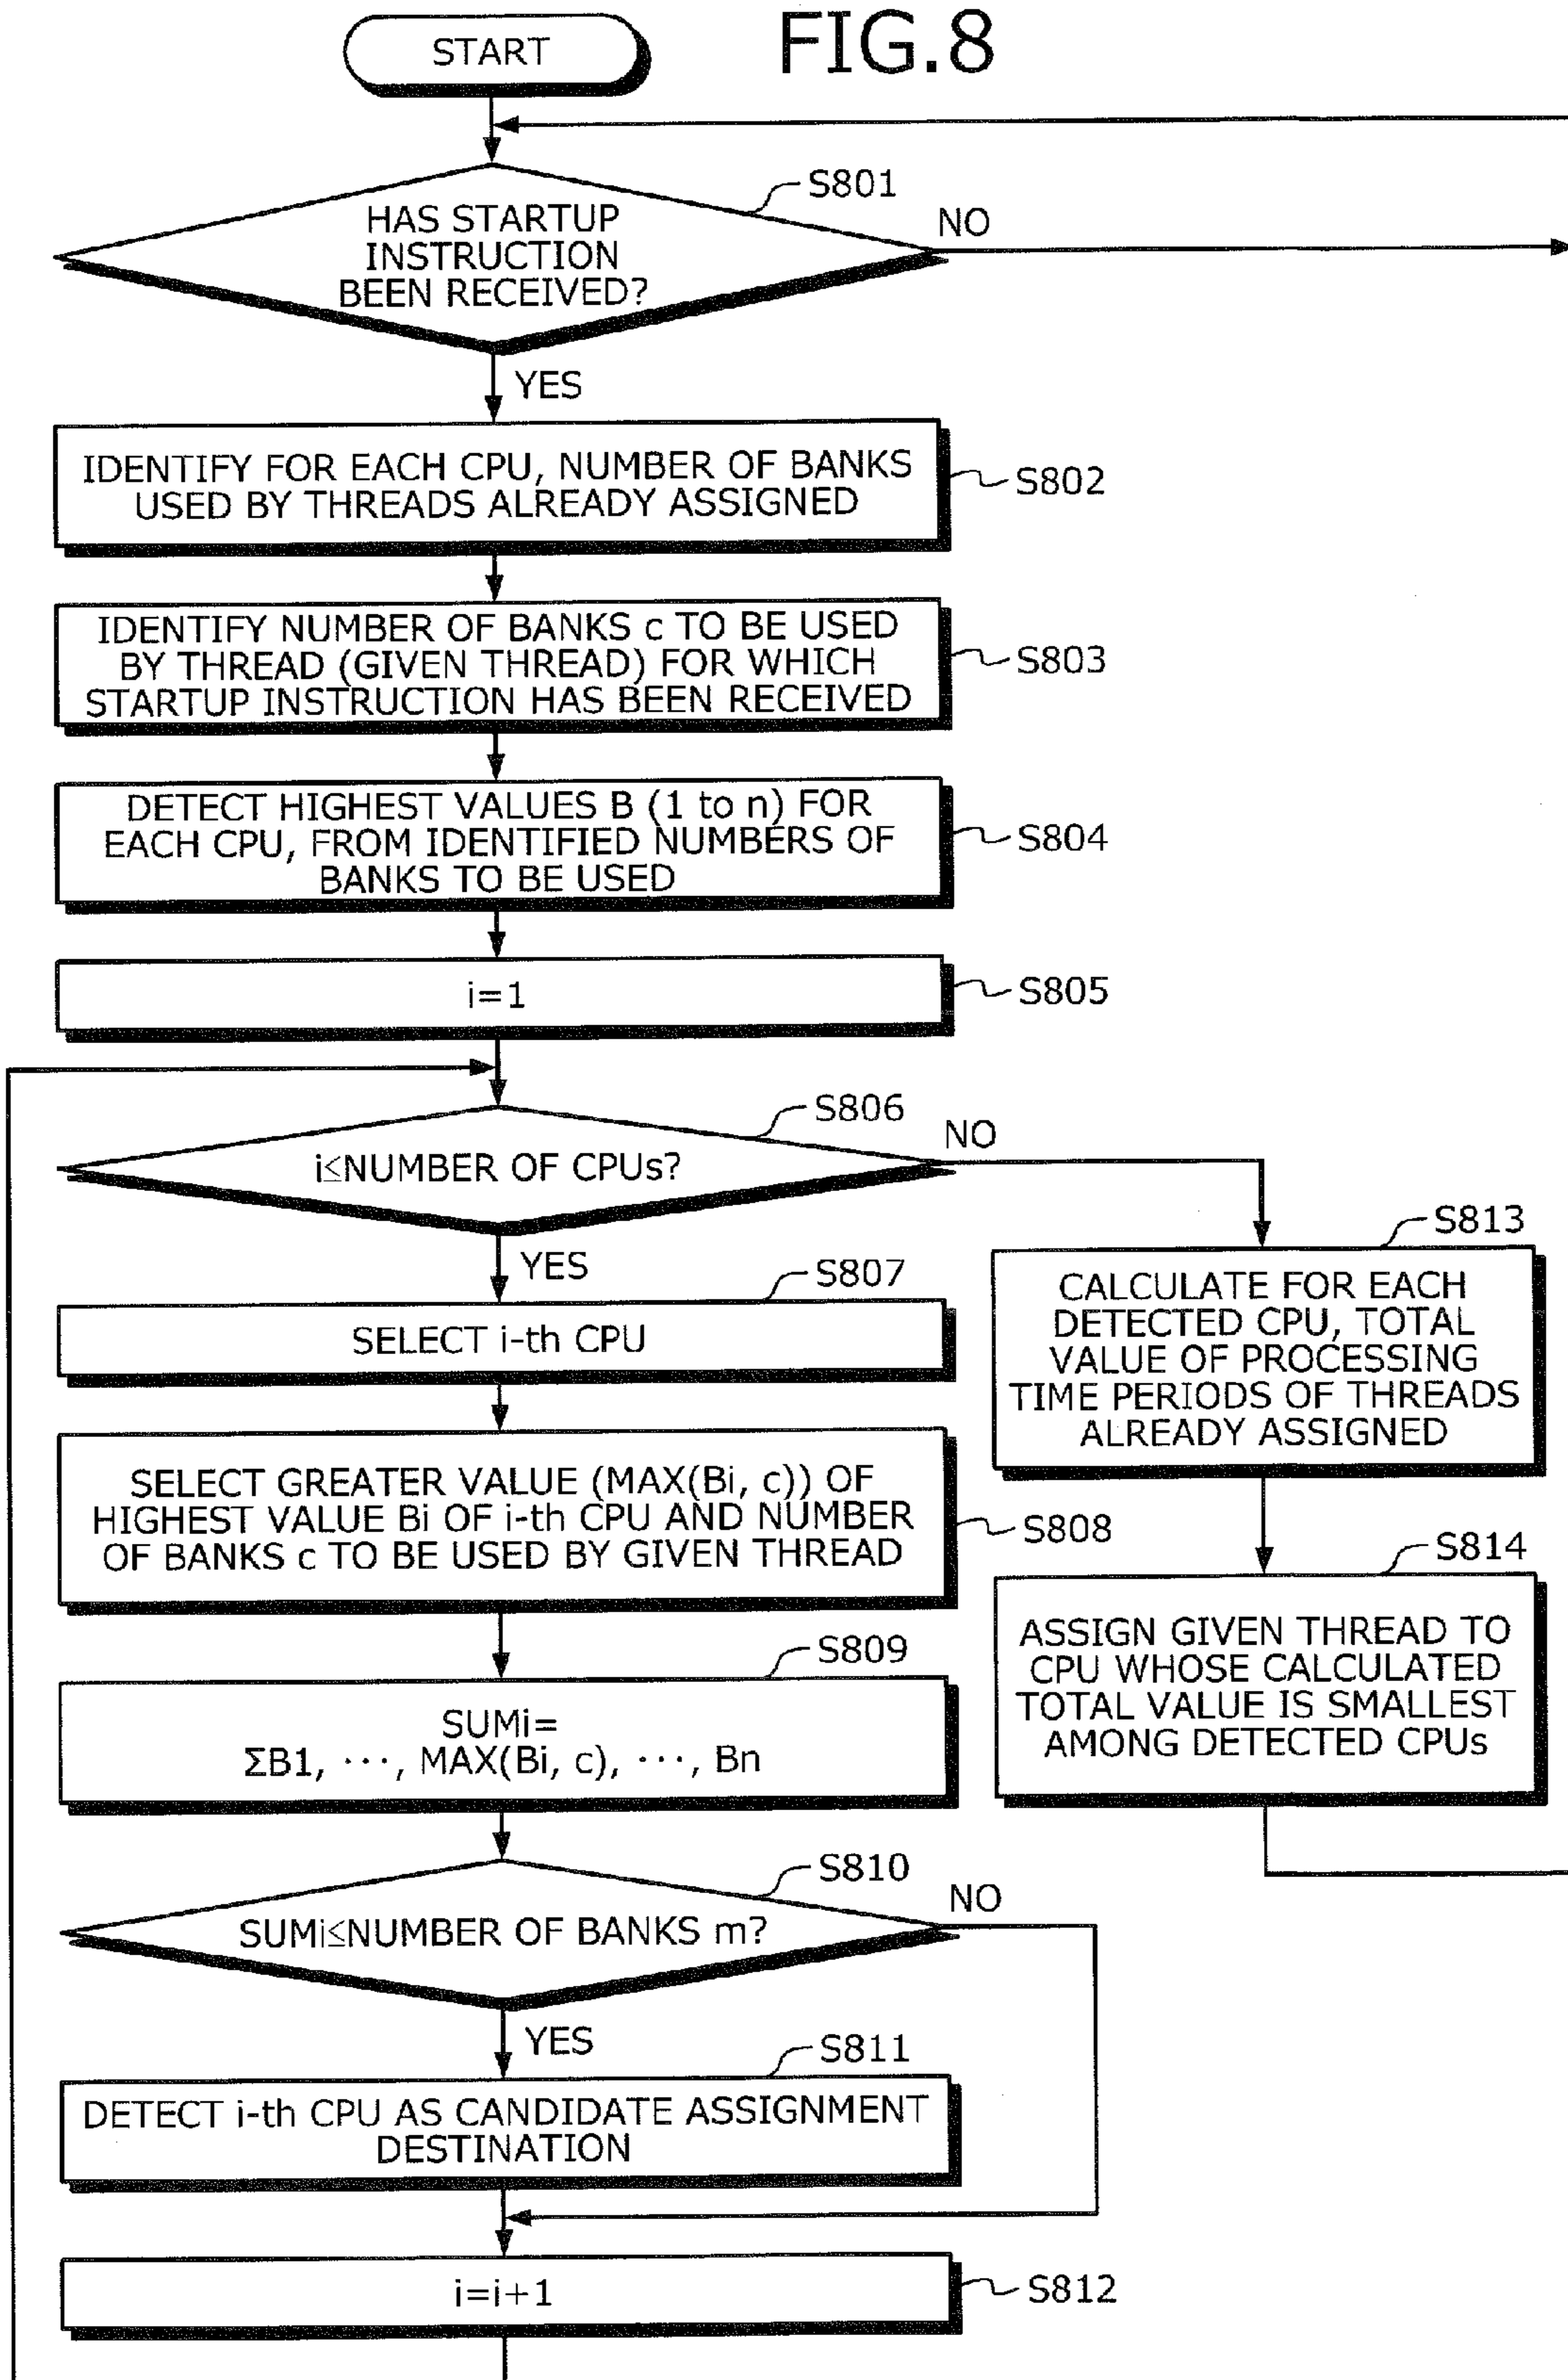 FIG.8
START
S801
HAS STARTUP
INSTRUCTION
BEEN RECEIVED?
NO
YES
IDENTIFY FOR EACH CPU, NUMBER OF BANKS
USED BY THREADS ALREADY ASSIGNED
S802
IDENTIFY NUMBER OF BANKS c TO BE USED
BY THREAD (GIVEN THREAD) FOR WHICH
STARTUP INSTRUCTION HAS BEEN RECEIVED
S803
DETECT HIGHEST VALUES B (1 to n) FOR
EACH CPU, FROM IDENTIFIED NUMBERS OF
BANKS TO BE USED
S804
i=1
S805
S806
i≤NUMBER OF CPUs?
NO
YES
S807
SELECT i-th CPU
SELECT GREATER VALUE (MAX(Bi, c)) OF
HIGHEST VALUE Bi OF i-th CPU AND NUMBER
OF BANKS c TO BE USED BY GIVEN THREAD
S808
S809
SUMi=
ΣB1, ···, MAX(Bi, c), ···, Bn
S810
SUMi≤NUMBER OF BANKS m?
NO
YES
S811
DETECT i-th CPU AS CANDIDATE ASSIGNMENT
DESTINATION
i=i+1
S812
S813
CALCULATE FOR EACH
DETECTED CPU, TOTAL
VALUE OF PROCESSING
TIME PERIODS OF THREADS
ALREADY ASSIGNED
S814
ASSIGN GIVEN THREAD TO
CPU WHOSE CALCULATED
TOTAL VALUE IS SMALLEST
AMONG DETECTED CPUs